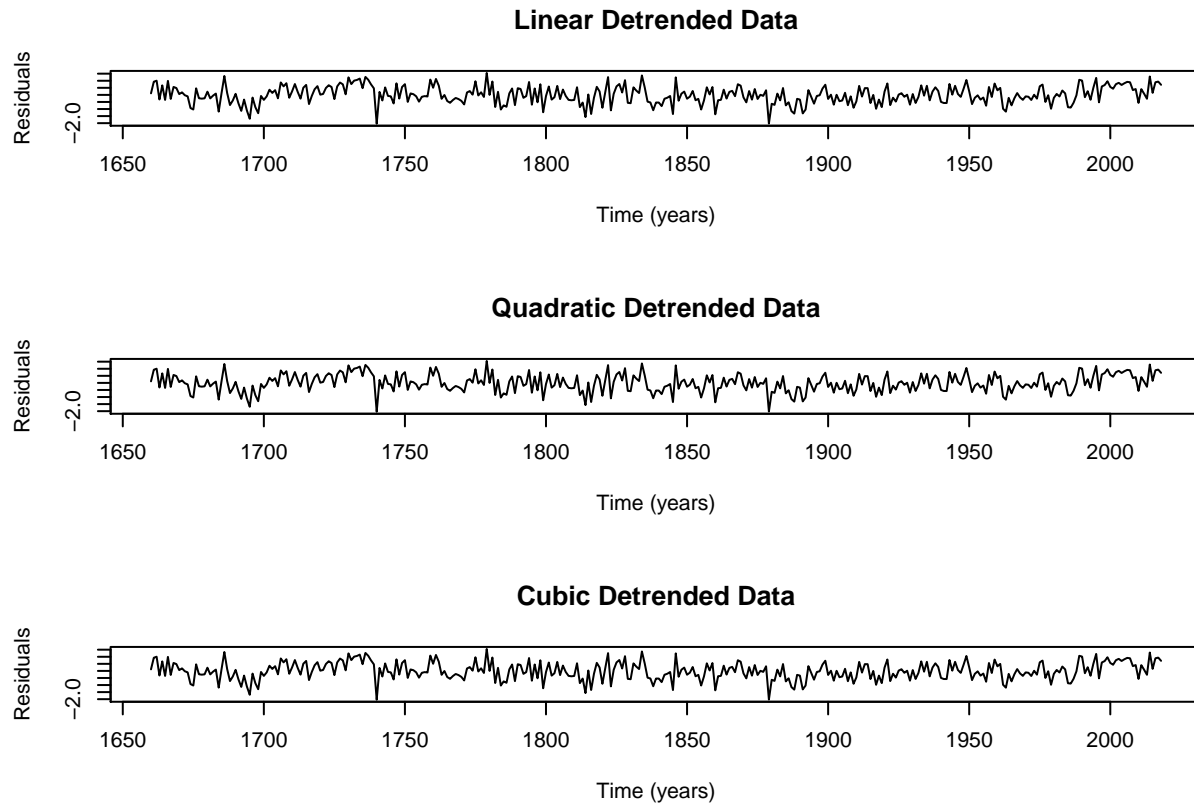 Linear Detrended Data
Residuals
−2.0
1650 1700 1750 1800 1850 1900 1950 2000
Time (years)
Quadratic Detrended Data
Residuals
−2.0
1650 1700 1750 1800 1850 1900 1950 2000
Time (years)
Cubic Detrended Data
Residuals
−2.0
1650 1700 1750 1800 1850 1900 1950 2000
Time (years)